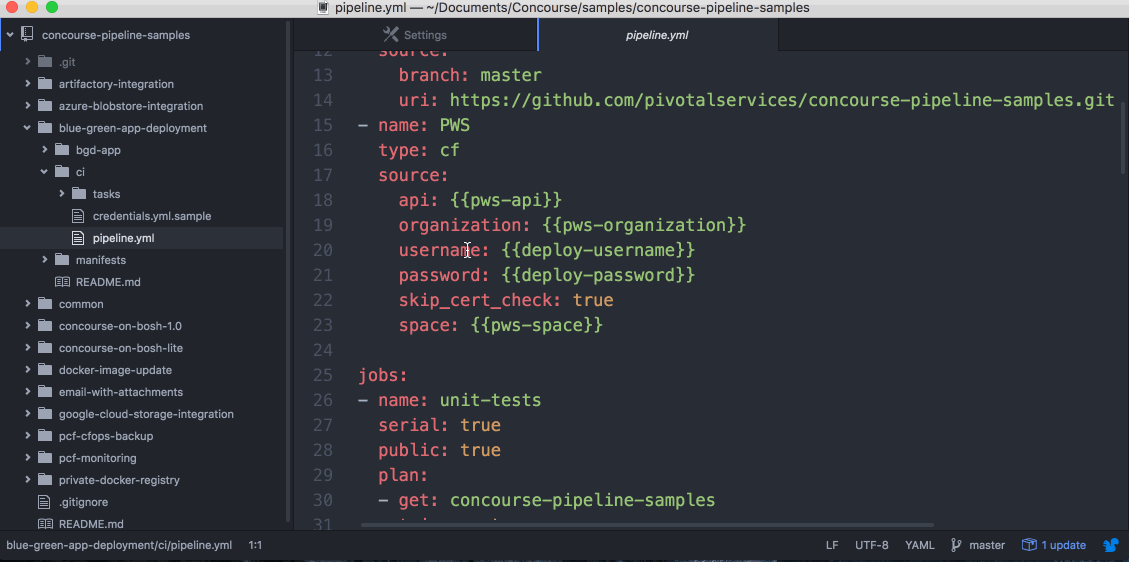 pipeline.yml — ~/Documents/Concourse/samples/concourse-pipeline-samples
concourse-pipeline-samples
.git
artifactory-integration
azure-blobstore-integration
blue-green-app-deployment
bgd-app
ci
tasks
credentials.yml.sample
pipeline.yml
manifests
README.md
common
concourse-on-bosh-1.0
concourse-on-bosh-lite
docker-image-update
email-with-attachments
google-cloud-storage-integration
pcf-cfops-backup
pcf-monitoring
private-docker-registry
.gitignore
README.md
Settings
pipeline.yml
12 source:
13 branch: master
14 uri: https://github.com/pivotalservices/concourse-pipeline-samples.git
15 - name: PWS
16 type: cf
17 source:
18 api: {{pws-api}}
19 organization: {{pws-organization}}
20 username: {{deploy-username}}
21 password: {{deploy-password}}
22 skip_cert_check: true
23 space: {{pws-space}}
24
25 jobs:
26 - name: unit-tests
27 serial: true
28 public: true
29 plan:
30 - get: concourse-pipeline-samples
31
blue-green-app-deployment/ci/pipeline.yml 1:1
LF UTF-8 YAML master 1 update